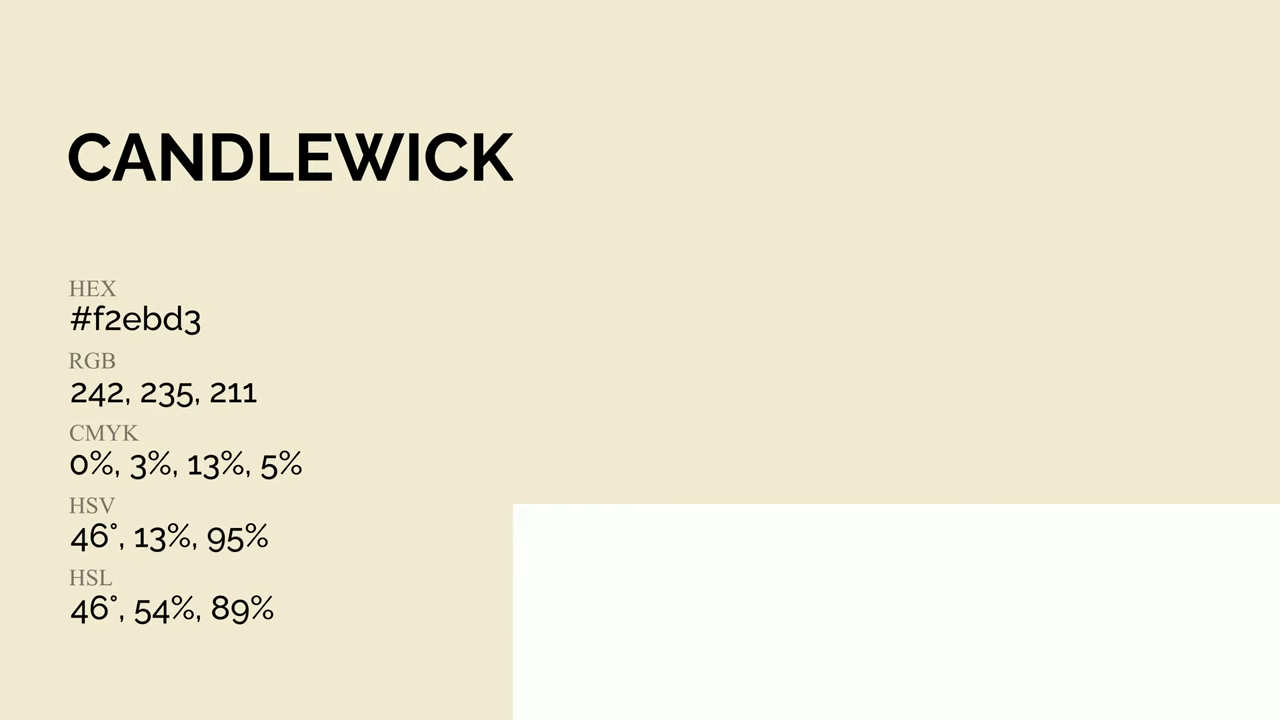 CANDLEWICK
HEX
#f2ebd3
RGB
242, 235, 211
CMYK
0%, 3%, 13%, 5%
HSV
46°, 13%, 95%
HSL
46°, 54%, 89%